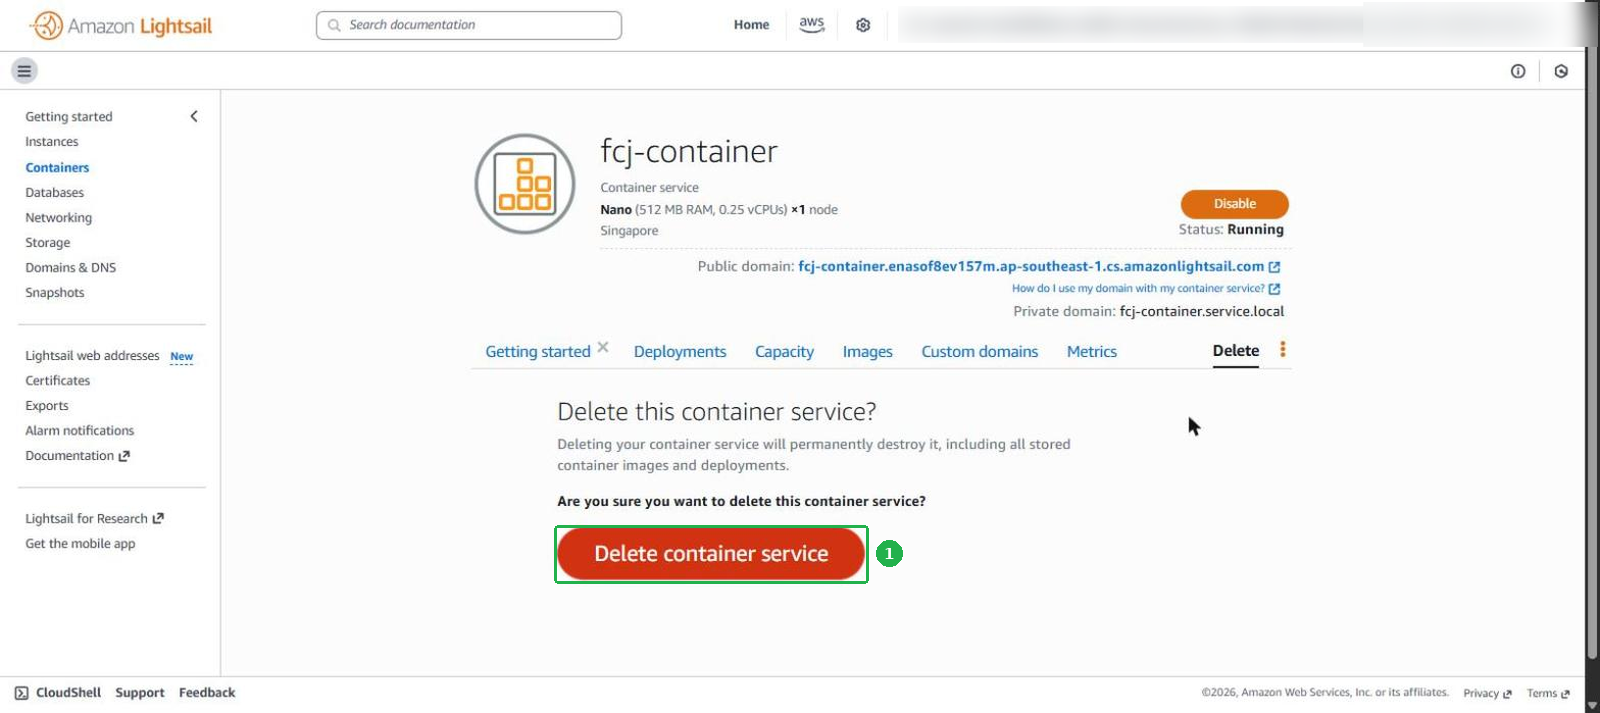 Amazon Lightsail
Search documentation
Home
aws
Getting started
Instances
Containers
Databases
Networking
Storage
Domains & DNS
Snapshots
Lightsail web addresses New
Certificates
Exports
Alarm notifications
Documentation
Lightsail for Research
Get the mobile app
fcj-container
Container service
Nano (512 MB RAM, 0.25 vCPUs) ×1 node
Singapore
Disable
Status: Running
Public domain: fcj-container.enasof8ev157m.ap-southeast-1.cs.amazonlightsail.com
How do I use my domain with my container service?
Private domain: fcj-container.service.local
Getting started Deployments Capacity Images Custom domains Metrics Delete
Delete this container service?
Deleting your container service will permanently destroy it, including all stored
container images and deployments.
Are you sure you want to delete this container service?
Delete container service 1
CloudShell Support Feedback
©2026, Amazon Web Services, Inc. or its affiliates. Privacy Terms